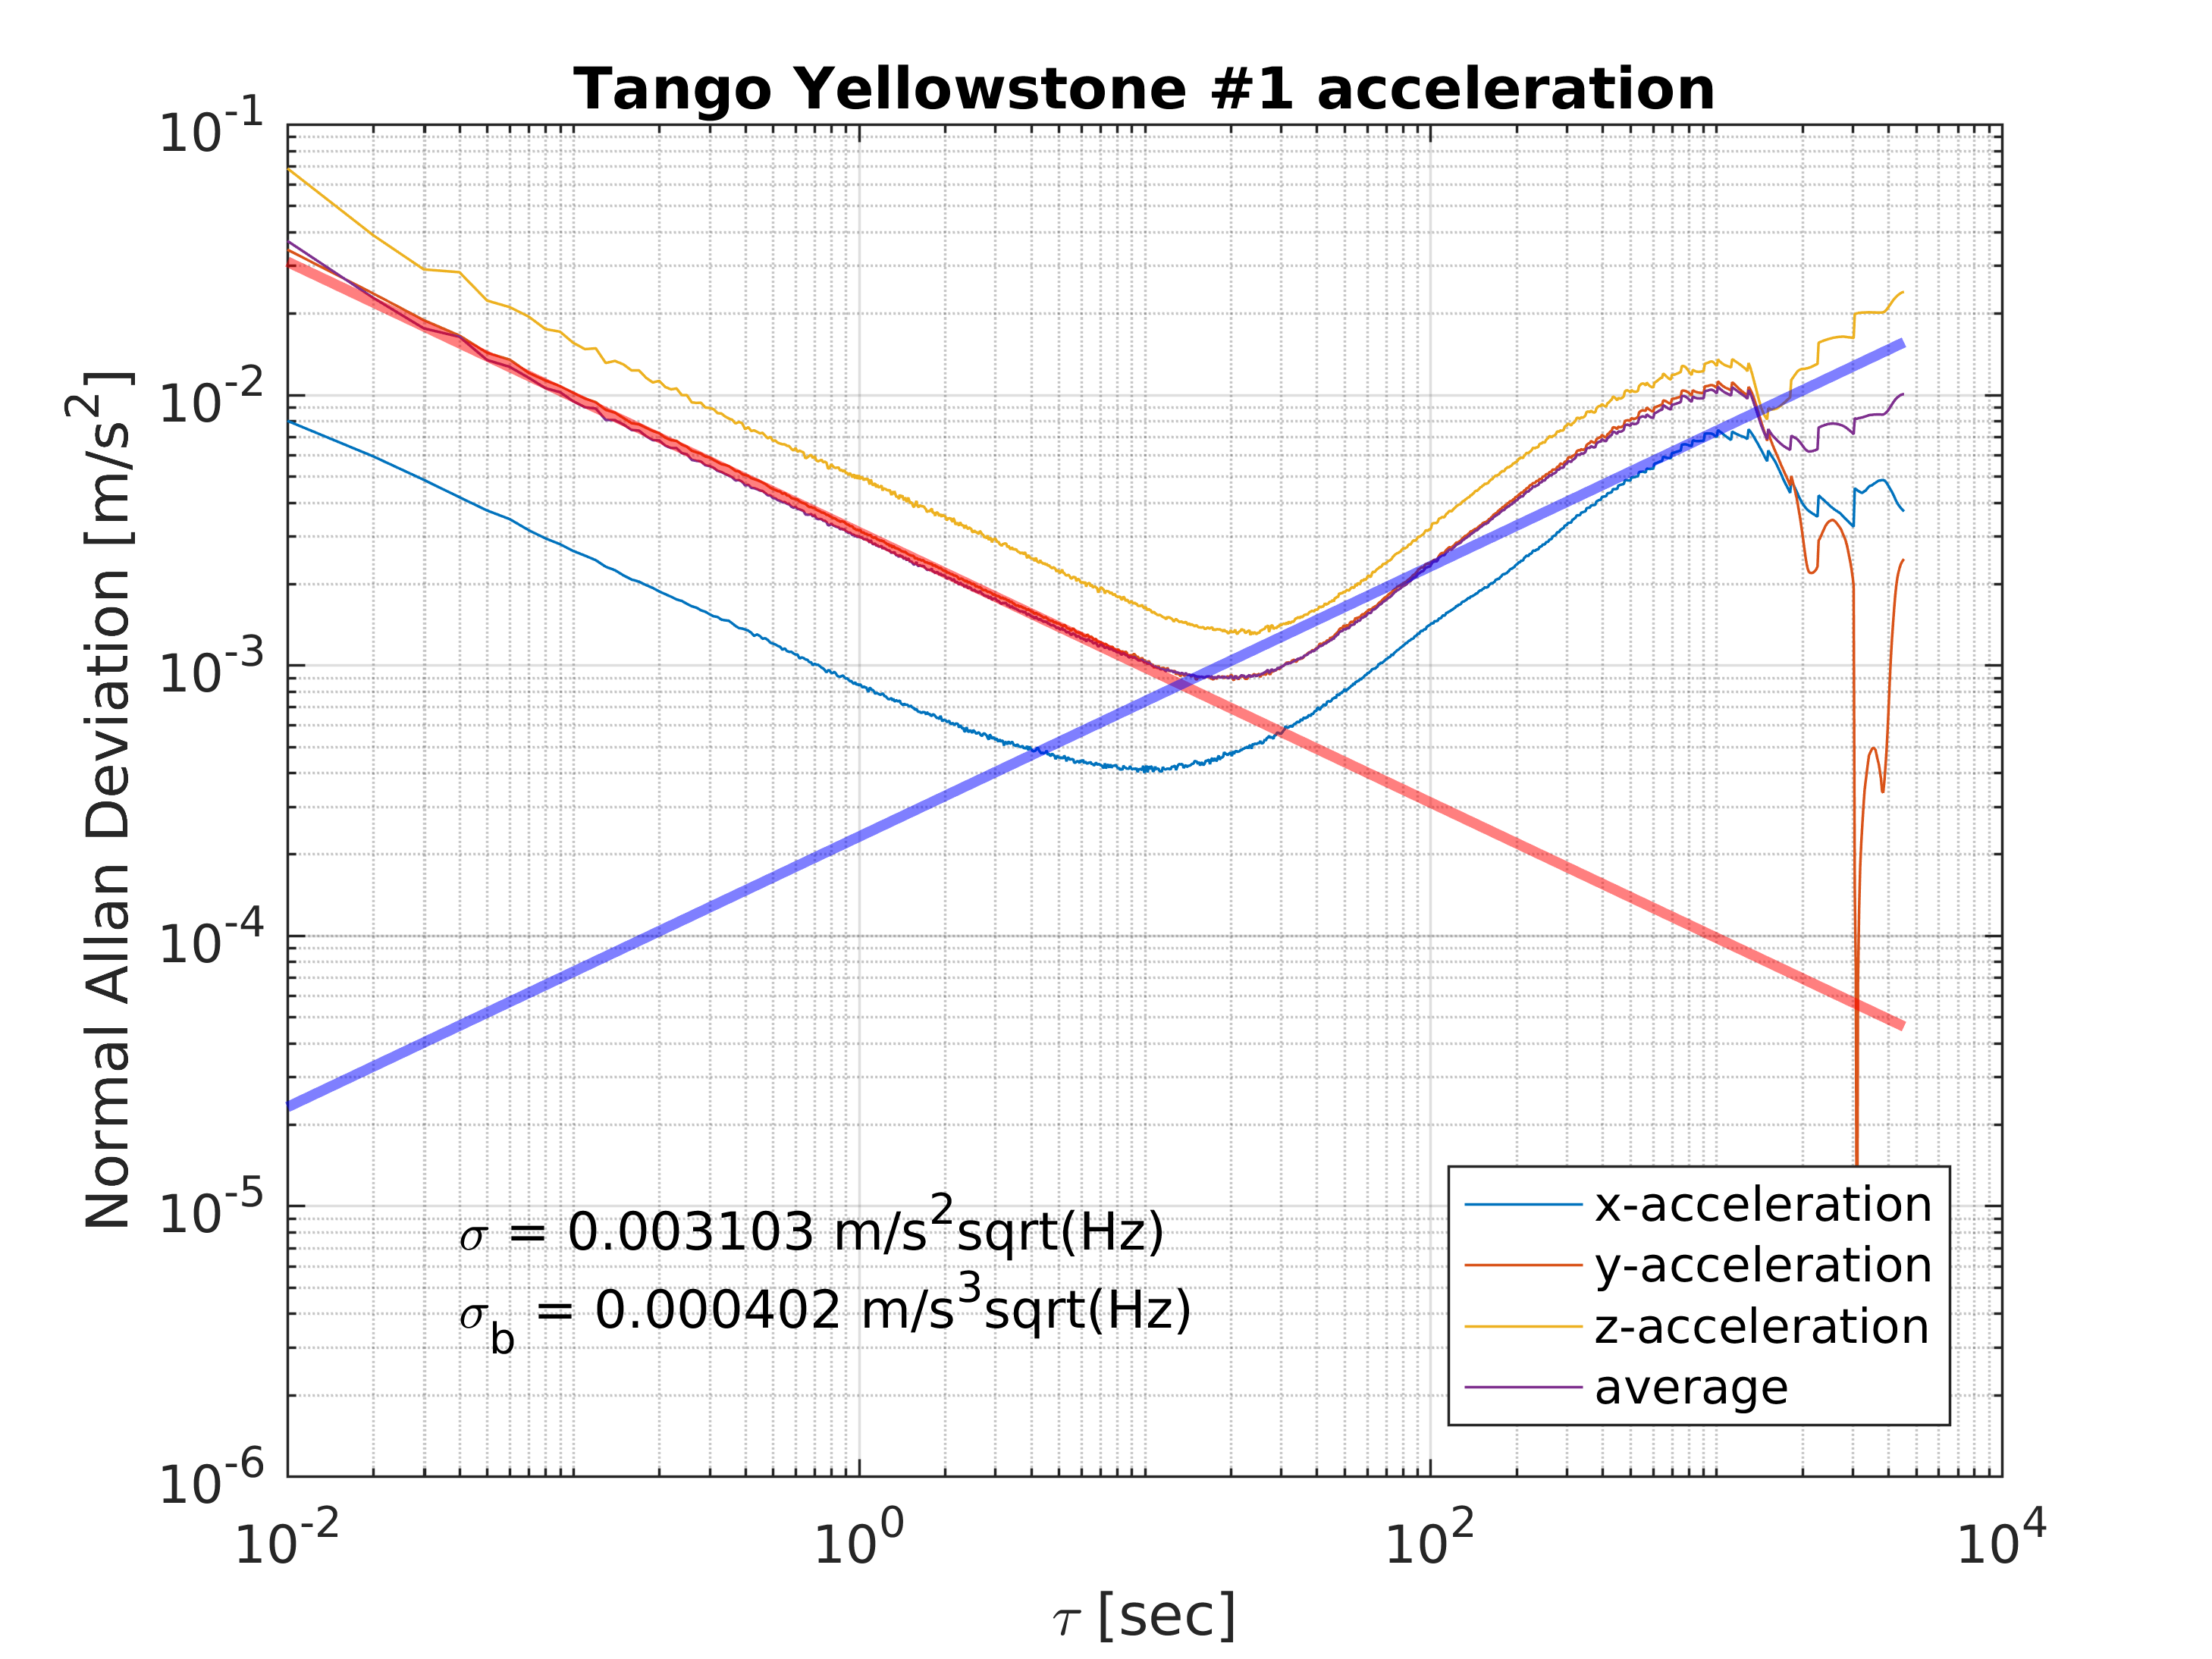 Tango Yellowstone #1 acceleration
Normal Allan Deviation [m/s²]
10⁻¹
10⁻²
10⁻³
10⁻⁴
10⁻⁵
10⁻⁶
σ = 0.003103 m/s²sqrt(Hz)
σ_b = 0.000402 m/s³sqrt(Hz)
x-acceleration
y-acceleration
z-acceleration
average
10⁻² 10⁰ 10² 10⁴
τ [sec]